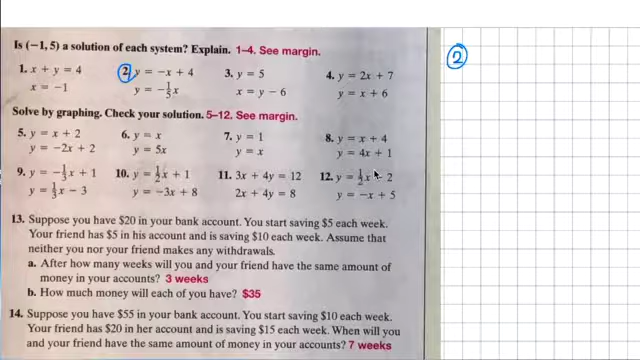 Is (−1, 5) a solution of each system? Explain. 1–4. See margin.
1. x + y = 4
x = −1
2. y = −x + 4
y = −1/5x
3. y = 5
x = y − 6
4. y = 2x + 7
y = x + 6
Solve by graphing. Check your solution. 5–12. See margin.
5. y = x + 2
y = −2x + 2
6. y = x
y = 5x
7. y = 1
y = x
8. y = x + 4
y = 4x + 1
9. y = −1/3x + 1
y = 1/3x − 3
10. y = 1/2x + 1
y = −3x + 8
11. 3x + 4y = 12
2x + 4y = 8
12. y = 1/2x − 2
y = −x + 5
13. Suppose you have $20 in your bank account. You start saving $5 each week.
Your friend has $5 in his account and is saving $10 each week. Assume that
neither you nor your friend makes any withdrawals.
a. After how many weeks will you and your friend have the same amount of
money in your accounts? 3 weeks
b. How much money will each of you have? $35
14. Suppose you have $55 in your bank account. You start saving $10 each week.
Your friend has $20 in her account and is saving $15 each week. When will you
and your friend have the same amount of money in your accounts? 7 weeks
2